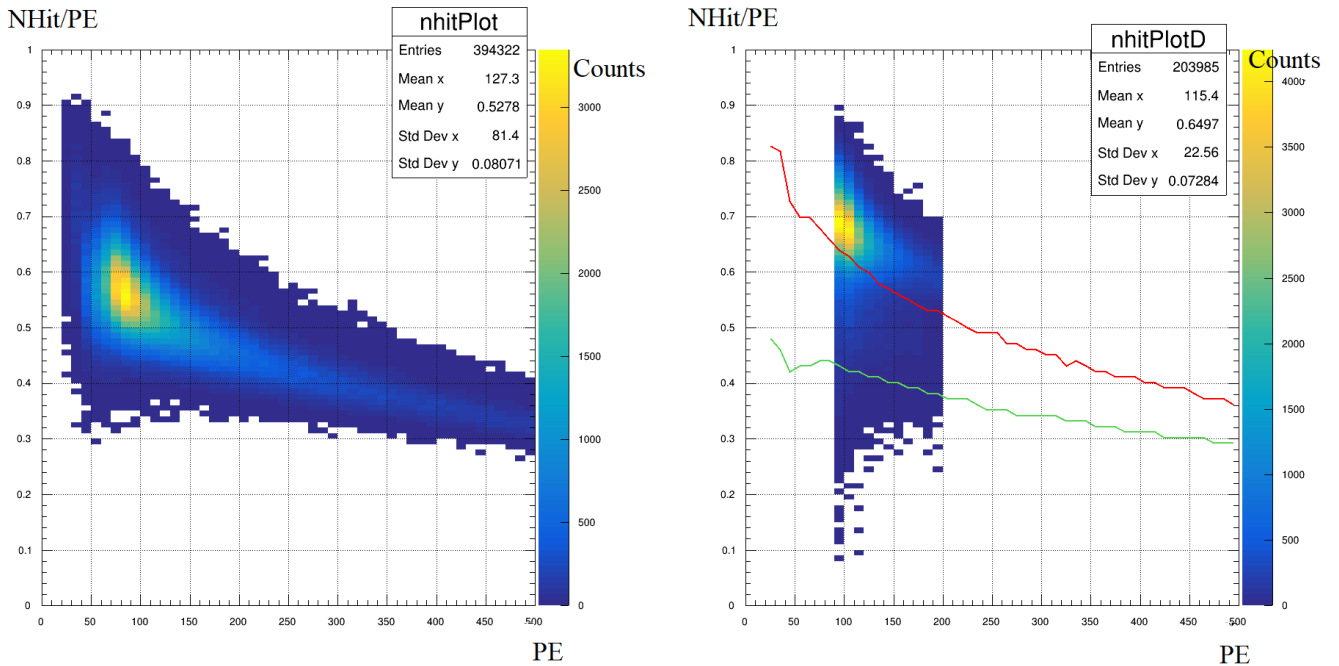 NHit/PE
nhitPlot
Entries 394322
Mean x 127.3
Mean y 0.5278
Std Dev x 81.4
Std Dev y 0.08071
Counts
3000
2500
2000
1500
1000
500
0
1
0.9
0.8
0.7
0.6
0.5
0.4
0.3
0.2
0.1
0
0 50 100 150 200 250 300 350 400 450 500
PE
NHit/PE
nhitPlotD
Entries 203985
Mean x 115.4
Mean y 0.6497
Std Dev x 22.56
Std Dev y 0.07284
Counts
4000
3500
3000
2500
2000
1500
1000
500
0
1
0.9
0.8
0.7
0.6
0.5
0.4
0.3
0.2
0.1
0
0 50 100 150 200 250 300 350 400 450 500
PE